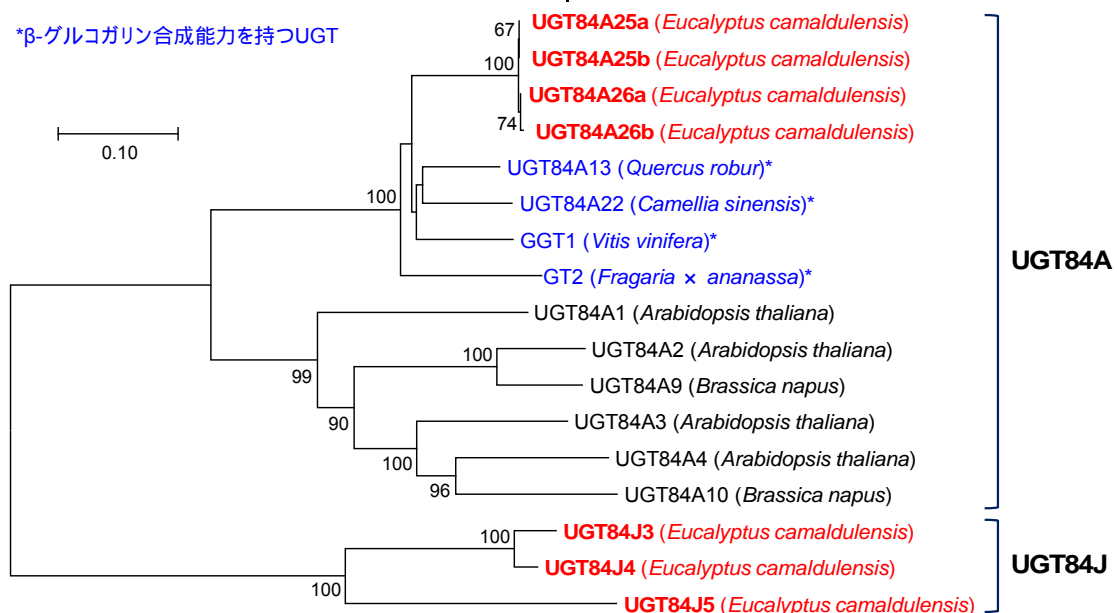 *β-グルコガリン合成能力を持つUGT
0.10
67
100
74
100
99
100
90
100
96
100
100
UGT84A25a (Eucalyptus camaldulensis)
UGT84A25b (Eucalyptus camaldulensis)
UGT84A26a (Eucalyptus camaldulensis)
UGT84A26b (Eucalyptus camaldulensis)
UGT84A13 (Quercus robur)*
UGT84A22 (Camellia sinensis)*
GGT1 (Vitis vinifera)*
GT2 (Fragaria × ananassa)*
UGT84A1 (Arabidopsis thaliana)
UGT84A2 (Arabidopsis thaliana)
UGT84A9 (Brassica napus)
UGT84A3 (Arabidopsis thaliana)
UGT84A4 (Arabidopsis thaliana)
UGT84A10 (Brassica napus)
UGT84J3 (Eucalyptus camaldulensis)
UGT84J4 (Eucalyptus camaldulensis)
UGT84J5 (Eucalyptus camaldulensis)
UGT84A
UGT84J